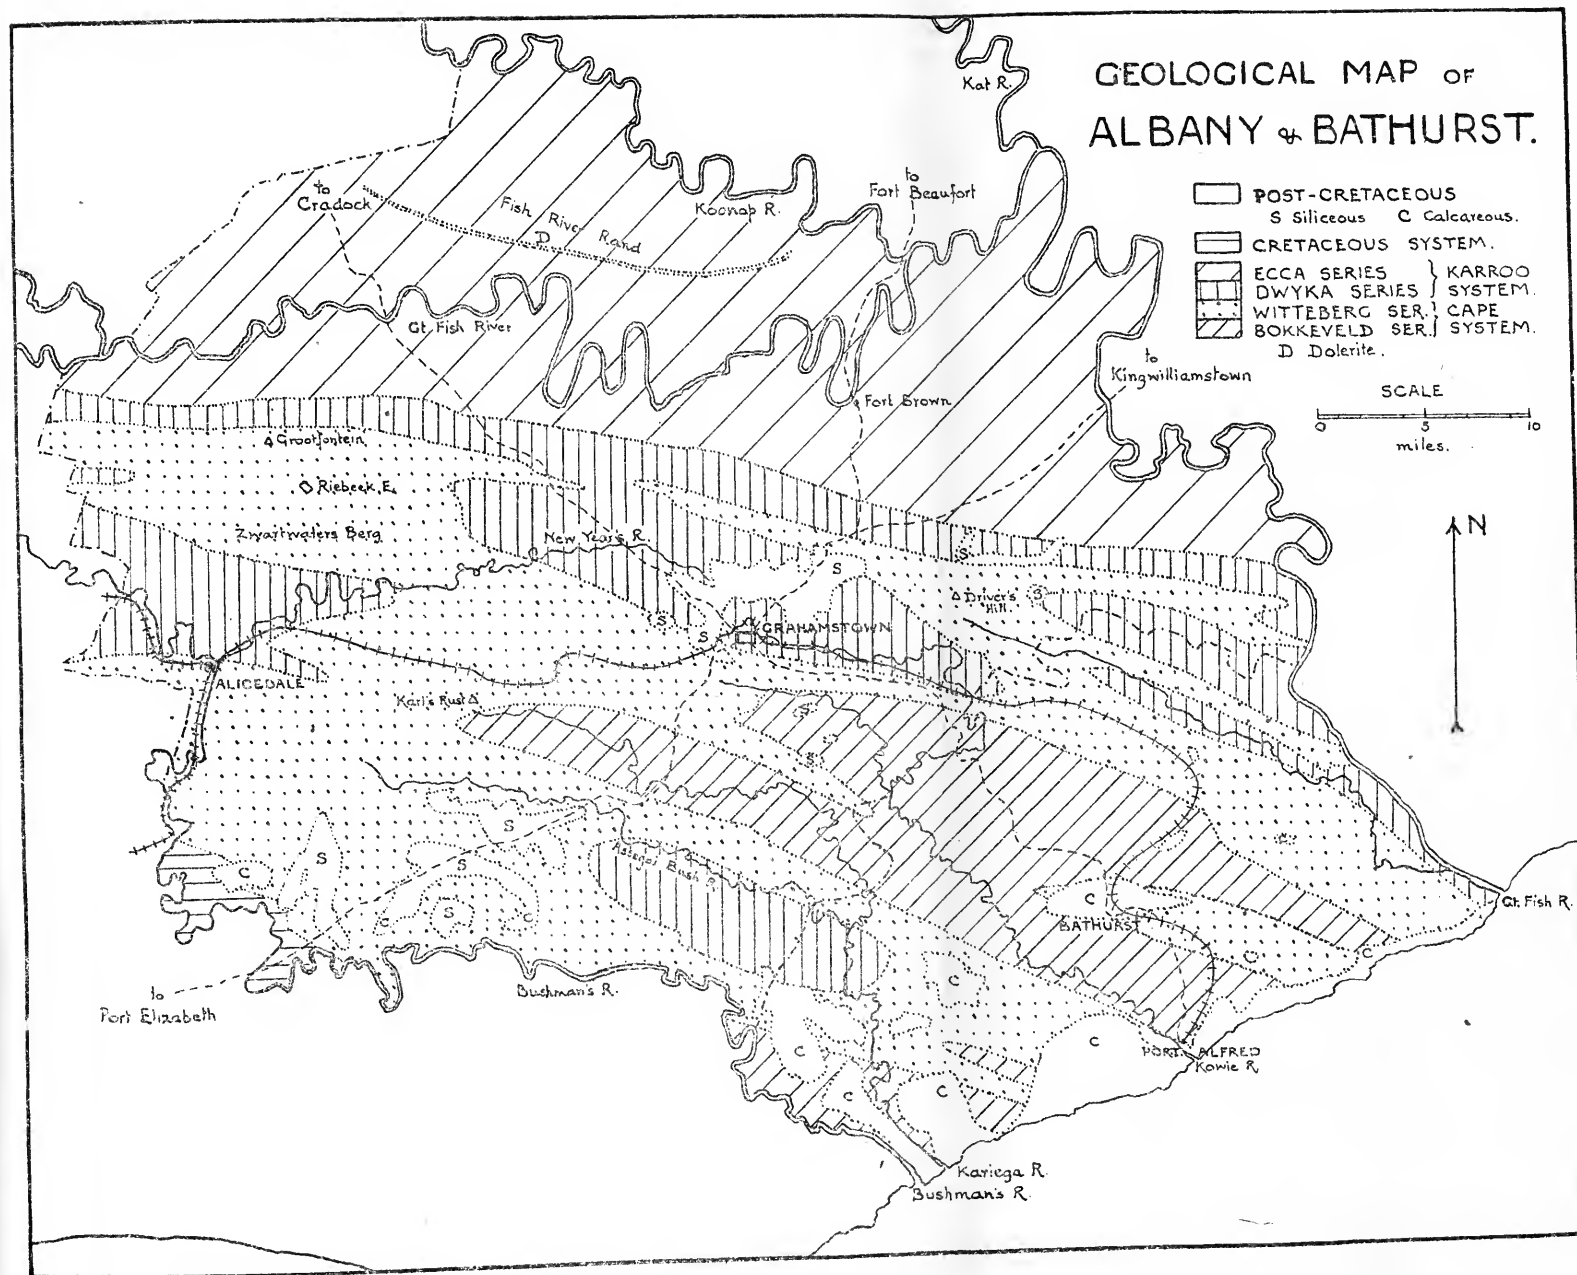 GEOLOGICAL MAP OF
ALBANY & BATHURST.
POST-CRETACEOUS
S Siliceous C Calcareous.
CRETACEOUS SYSTEM.
ECCA SERIES } KARROO
DWYKA SERIES } SYSTEM.
WITTEBERG SER. } CAPE
BOKKEVELD SER. } SYSTEM.
D Dolerite.
SCALE
0 5 10
miles.
N
Kat R.
to
Fort Beaufort
to
Cradock
Koonap R.
Fish River Rand
D
Gt. Fish River
to
Kingwilliamstown
Fort Brown
Grootfontein
Riebeek E.
Zwartwaters Berg
New Year's R.
S
S
Driver's
Hill
S
S
S
GRAHAMSTOWN
ALICEDALE
Karl's Rust
S
S
S
S
S
C
C
S
C
Assegai Bush R.
C
C
BATHURST
Gt. Fish R.
C
C
C
to
Port Elizabeth
Bushman's R.
C
C
C
C
PORT ALFRED
Kowie R.
Kariega R.
Bushman's R.